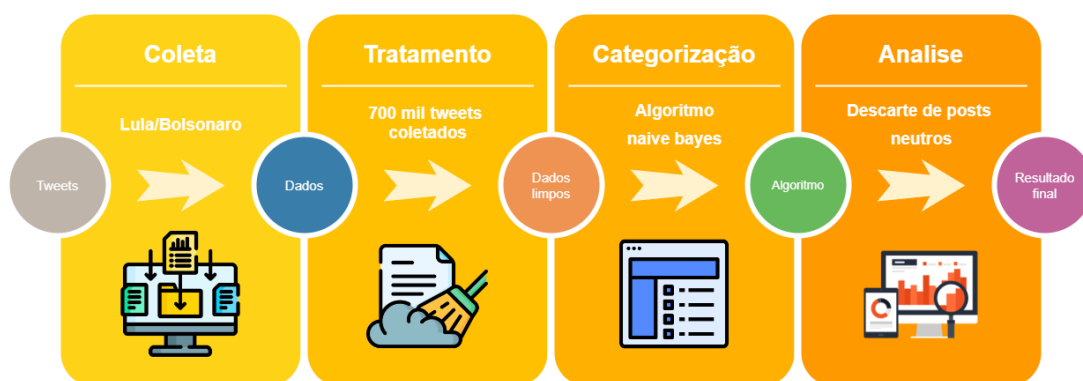 Coleta
Tratamento
Categorização
Analise
Lula/Bolsonaro
700 mil tweets
coletados
Algoritmo
naive bayes
Descarte de posts
neutros
Tweets
Dados
Dados
limpos
Algoritmo
Resultado
final